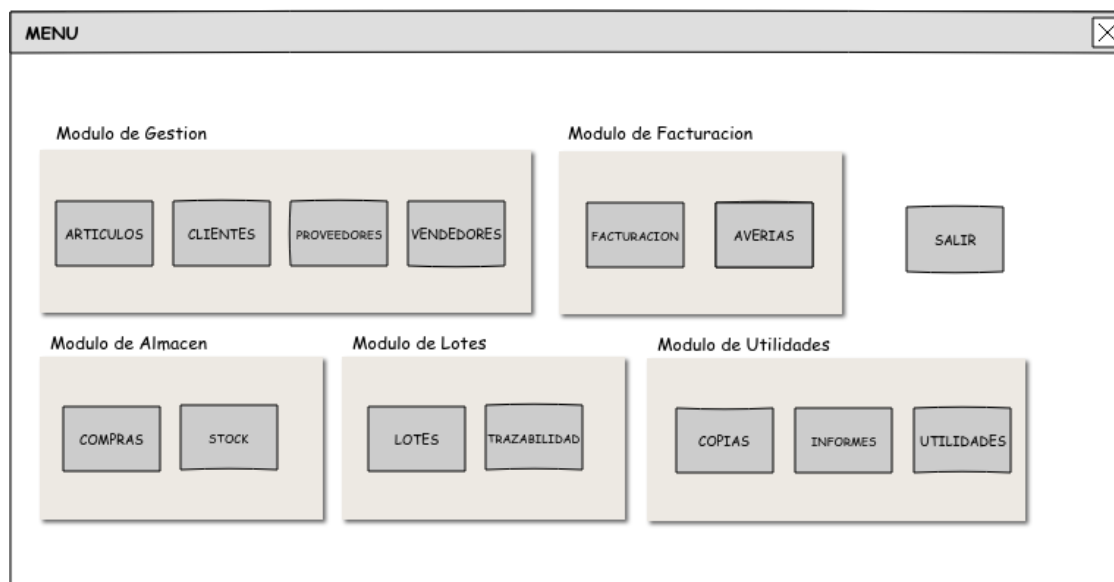 MENU
Modulo de Gestion
Modulo de Facturacion
ARTICULOS CLIENTES PROVEEDORES VENDEDORES
FACTURACION AVERIAS
SALIR
Modulo de Almacen
Modulo de Lotes
Modulo de Utilidades
COMPRAS STOCK
LOTES TRAZABILIDAD
COPIAS INFORMES UTILIDADES